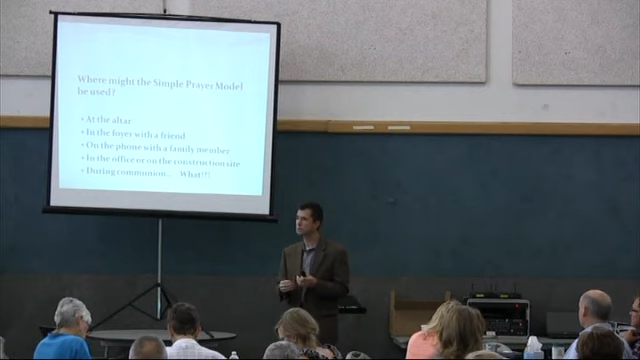 Where might the Simple Prayer Model
be used?
• At the altar
• In the foyer with a friend
• On the phone with a family member
• In the office or on the construction site
• During communion... What!!!